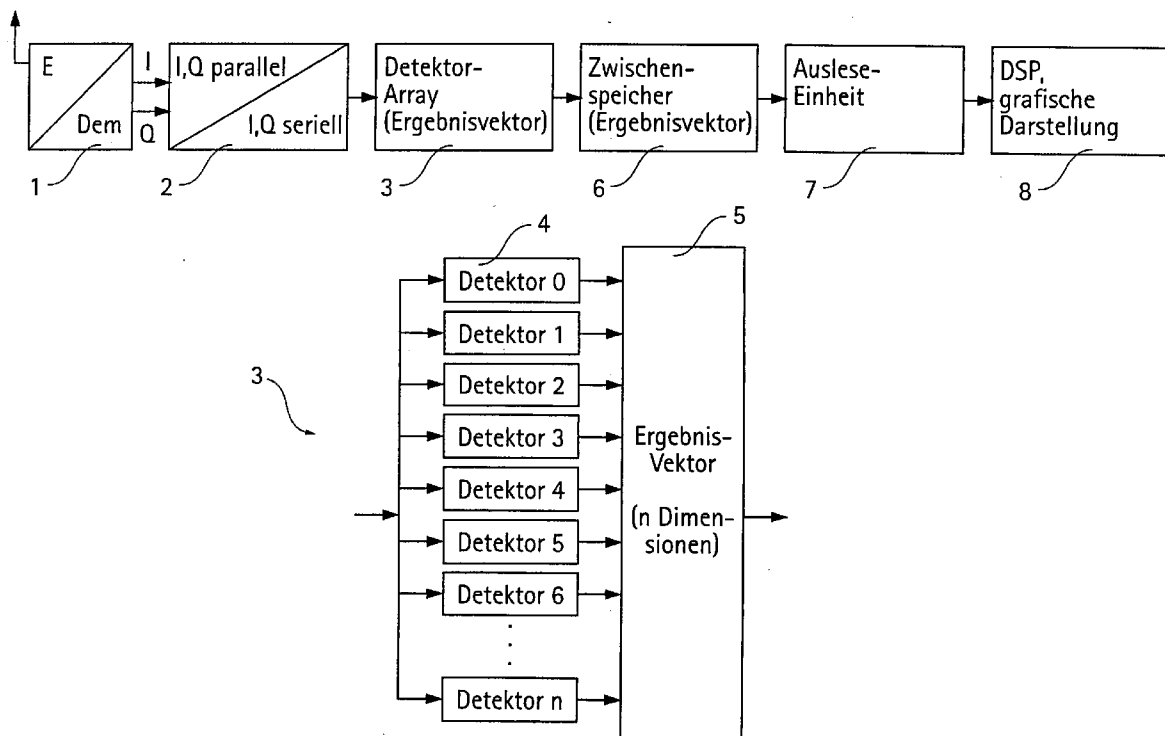 E
Dem
I
Q
I,Q parallel
I,Q seriell
Detektor-
Array
(Ergebnisvektor)
Zwischen-
speicher
(Ergebnisvektor)
Auslese-
Einheit
DSP,
grafische
Darstellung
1
2
3
6
7
8
4
5
3
Detektor 0
Detektor 1
Detektor 2
Detektor 3
Detektor 4
Detektor 5
Detektor 6
Detektor n
Ergebnis-
Vektor
(n Dimen-
sionen)